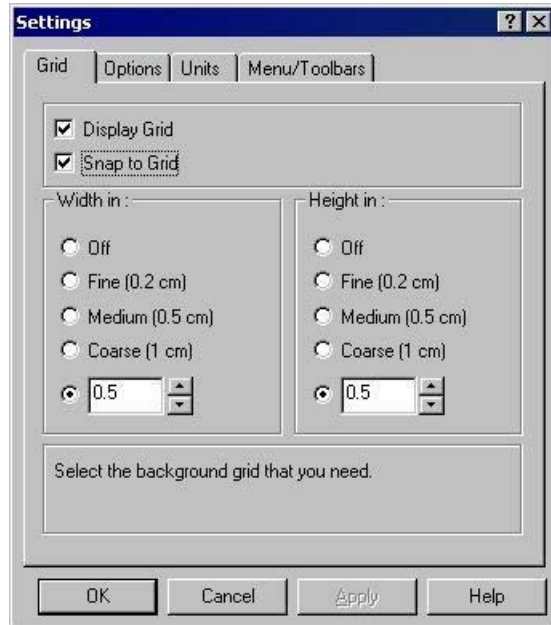 Settings
Grid Options Units Menu/Toolbars
Display Grid
Snap to Grid
Width in :
Off
Fine (0.2 cm)
Medium (0.5 cm)
Coarse (1 cm)
0.5
Height in :
Off
Fine (0.2 cm)
Medium (0.5 cm)
Coarse (1 cm)
0.5
Select the background grid that you need.
OK Cancel Apply Help